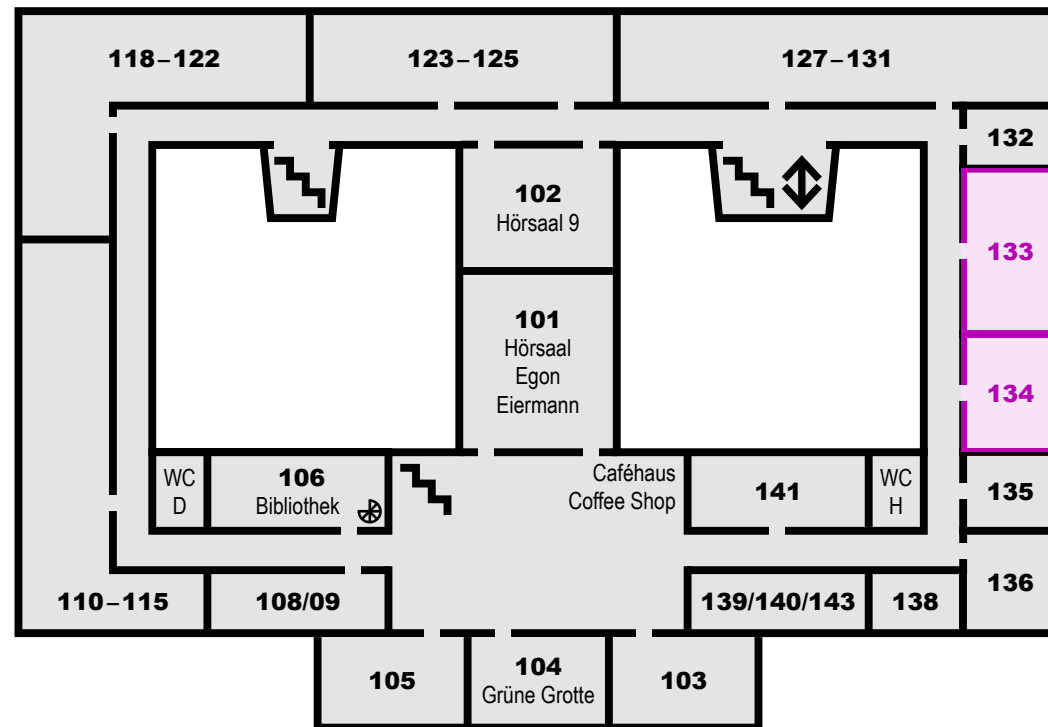 118–122
123–125
127–131
132
102
Hörsaal 9
133
101
Hörsaal
Egon
Eiermann
134
WC
D
106
Bibliothek
Caféhaus
Coffee Shop
141
WC
H
135
110–115
108/09
139/140/143
138
136
105
104
Grüne Grotte
103